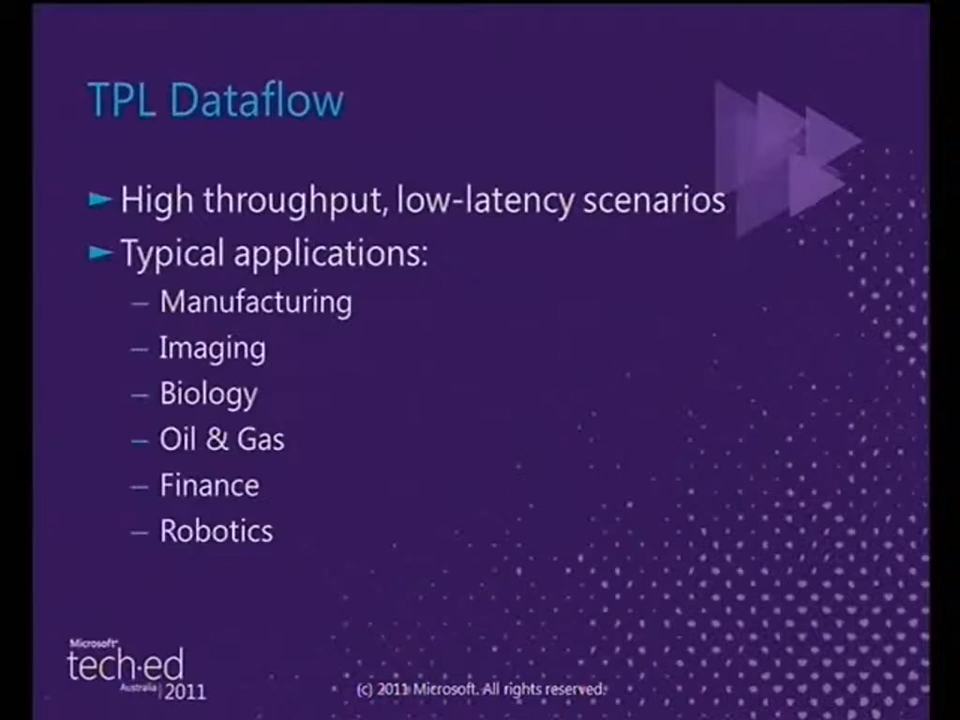 TPL Dataflow
► High throughput, low-latency scenarios
► Typical applications:
– Manufacturing
– Imaging
– Biology
– Oil & Gas
– Finance
– Robotics
Microsoft®
tech·ed
Australia | 2011
(c) 2011 Microsoft. All rights reserved.